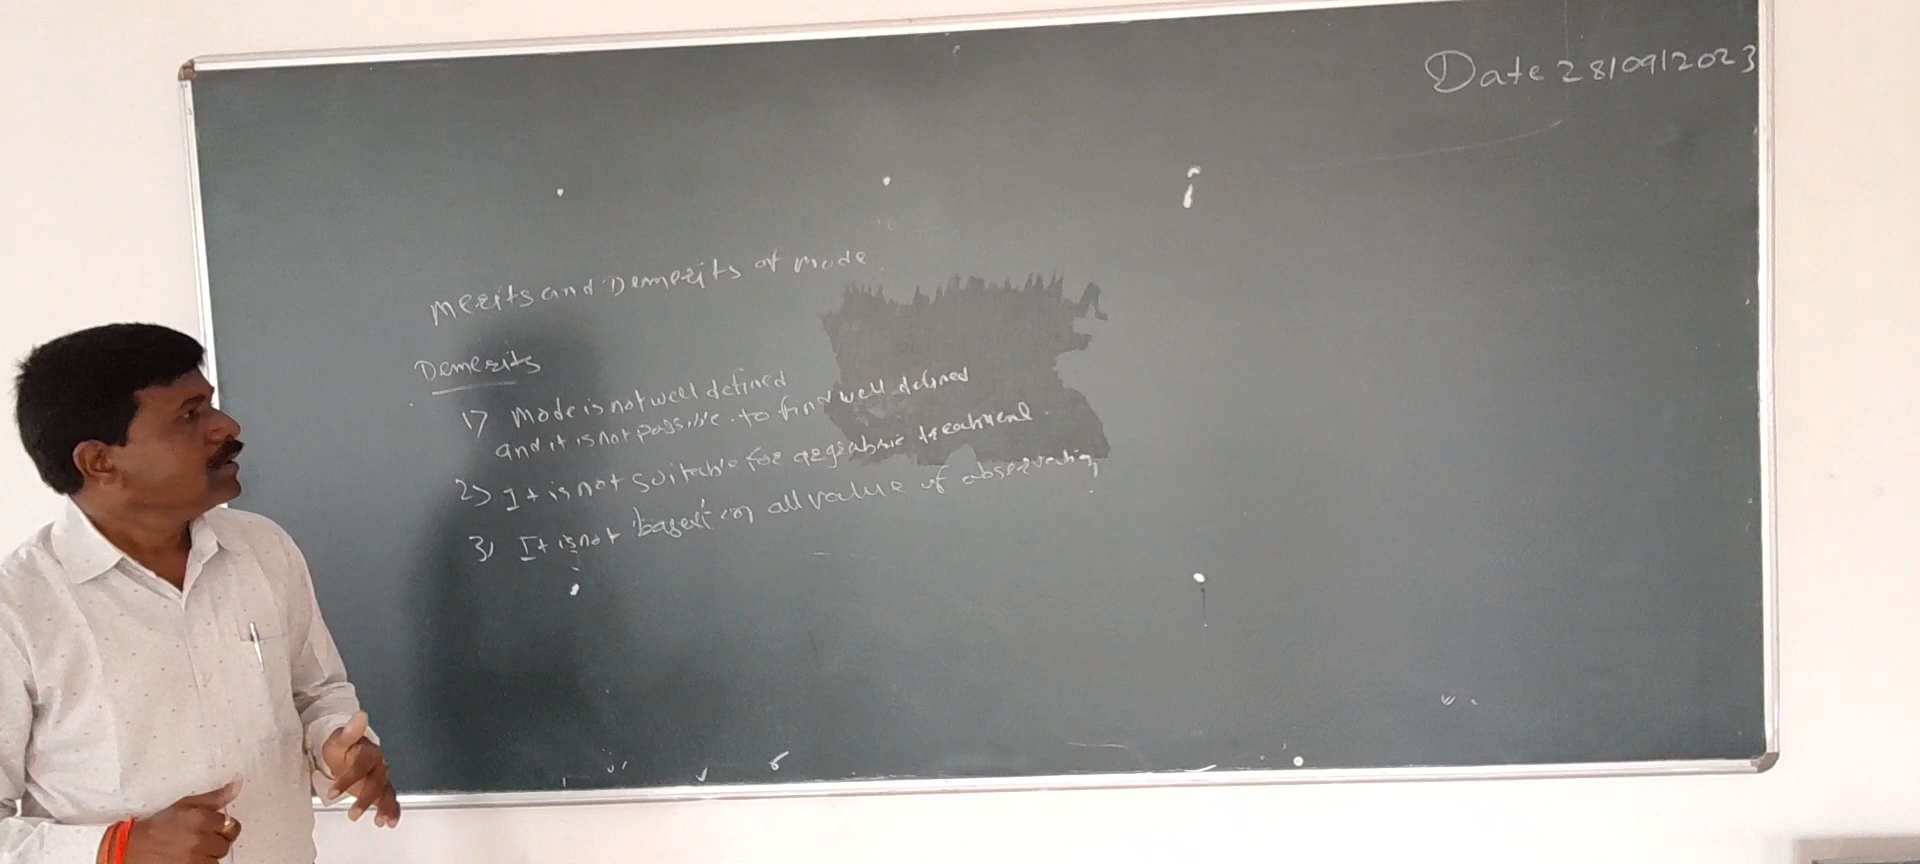 Date 28/09/2023
Merits and Demerits of mode
Demerits
1) Mode is not well defined
and it is not possible. to find well defined
2) It is not suitable for treatment.
3) It is not based on all value of observation